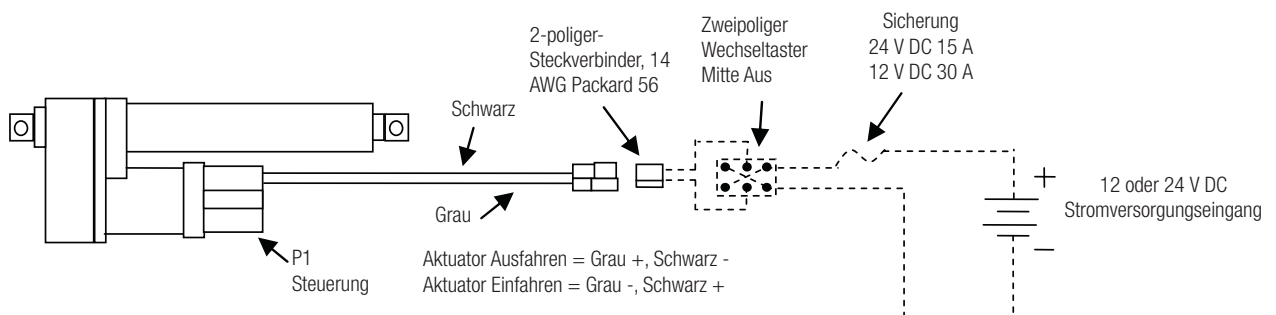 2-poliger-
Steckverbinder, 14
AWG Packard 56
Zweipoliger
Wechseltaster
Mitte Aus
Sicherung
24 V DC 15 A
12 V DC 30 A
Schwarz
Grau
P1
Steuerung
Aktuator Ausfahren = Grau +, Schwarz -
Aktuator Einfahren = Grau -, Schwarz +
+
12 oder 24 V DC
Stromversorgungseingang
–